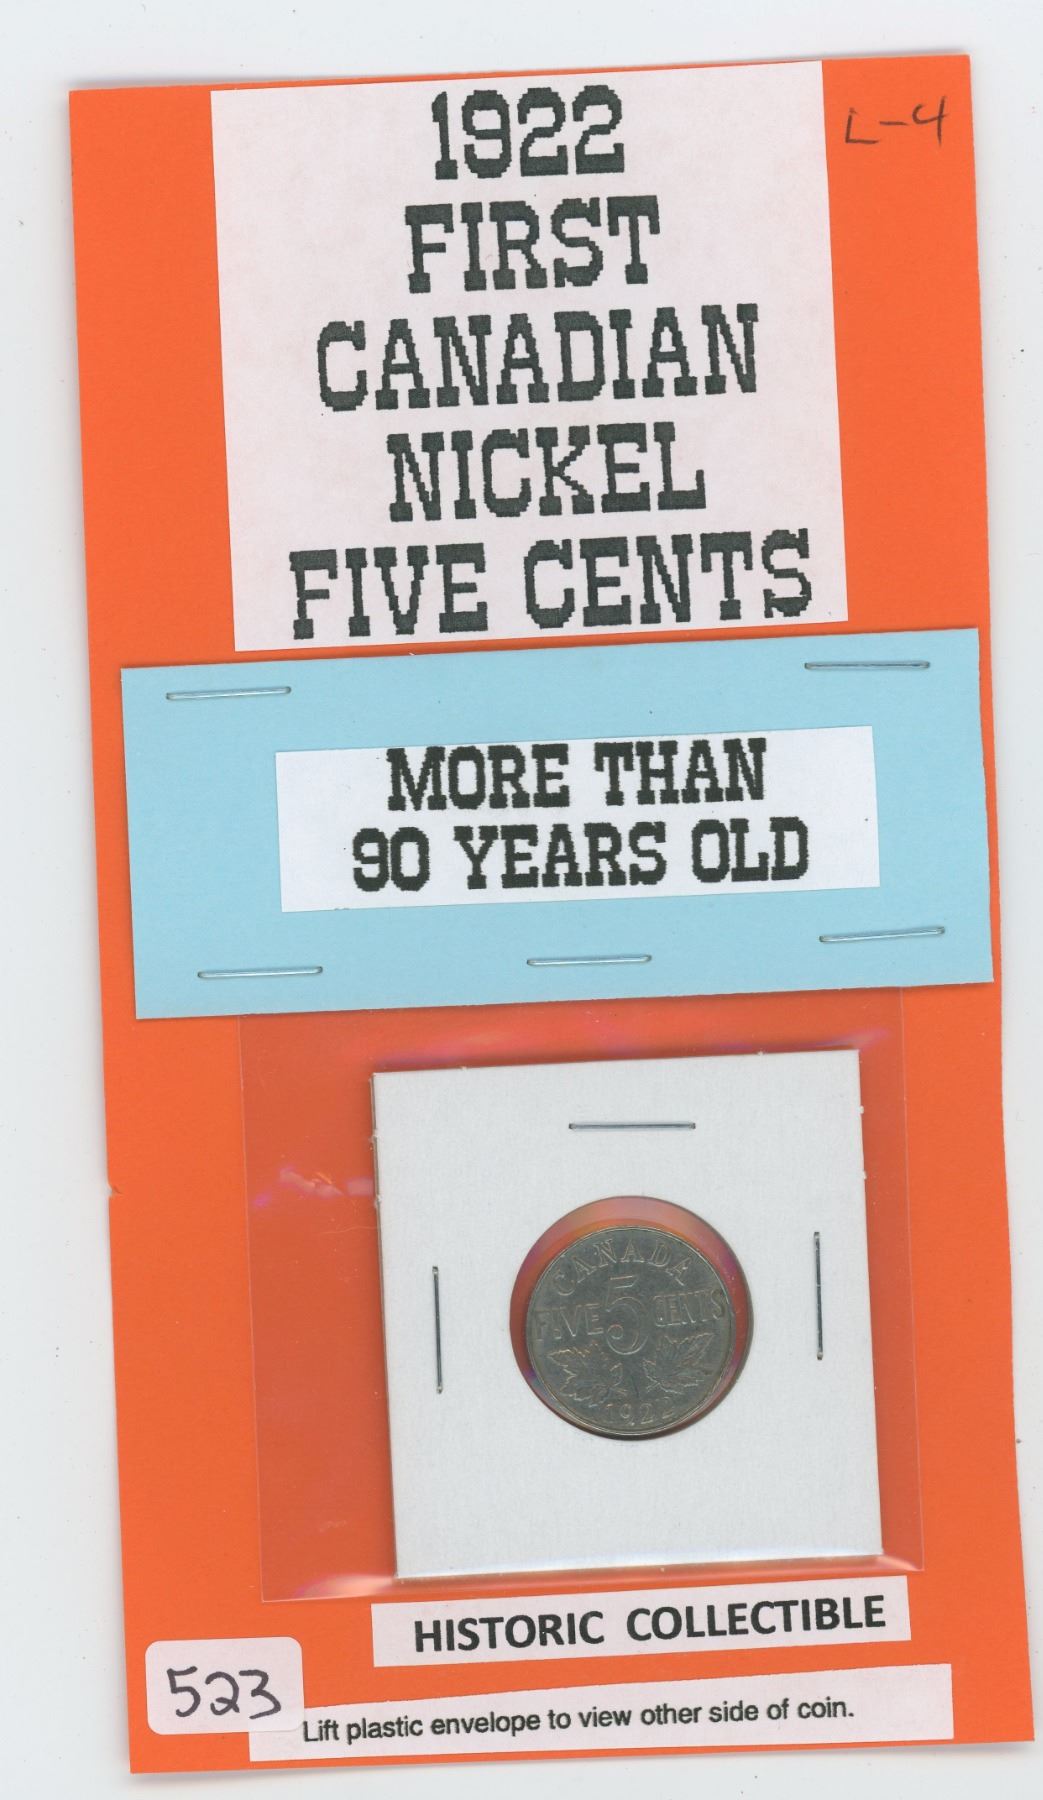 1922
L-4
FIRST
CANADIAN
NICKEL
FIVE CENTS
MORE THAN
90 YEARS OLD
CANADA
FIVE 5 CENTS
1922
HISTORIC COLLECTIBLE
523
Lift plastic envelope to view other side of coin.